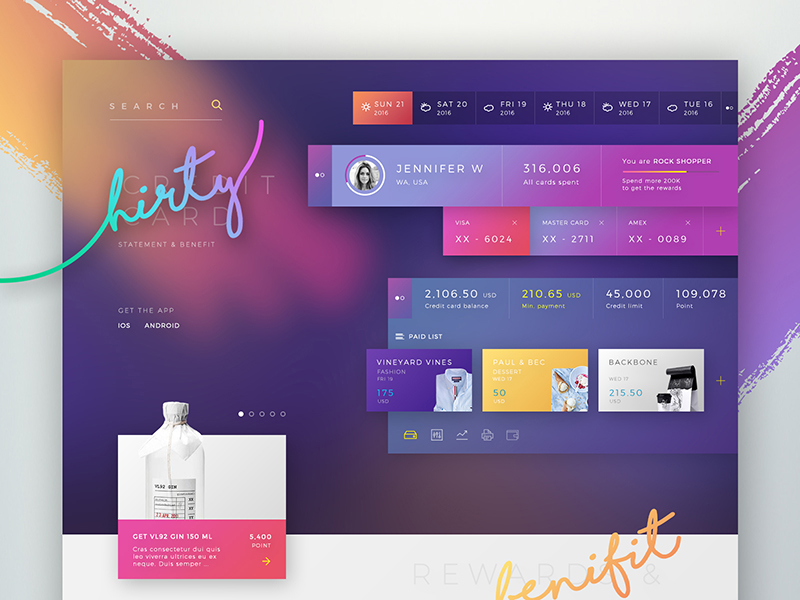 SEARCH
SUN 21
2016
SAT 20
2016
FRI 19
2016
THU 18
2016
WED 17
2016
TUE 16
2016
CREDIT
CARD
hirty
STATEMENT & BENEFIT
GET THE APP
IOS ANDROID
JENNIFER W
WA, USA
316,006
All cards spent
You are ROCK SHOPPER
Spend more 200K
to get the rewards
VISA
XX - 6024
MASTER CARD
XX - 2711
AMEX
XX - 0089
2,106.50 USD
Credit card balance
210.65 USD
Min. payment
45,000
Credit limit
109,078
Point
PAID LIST
VINEYARD VINES
FASHION
FRI 19
175
USD
PAUL & BEC
DESSERT
WED 17
50
USD
BACKBONE
WED 17
215.50
USD
VL92 GIN
GET VL92 GIN 150 ML
Cras consectetur dui quis
leo viverra ultrices eu ex
neque. Duis semper ...
5,400
POINT
REWARDS &
benifit